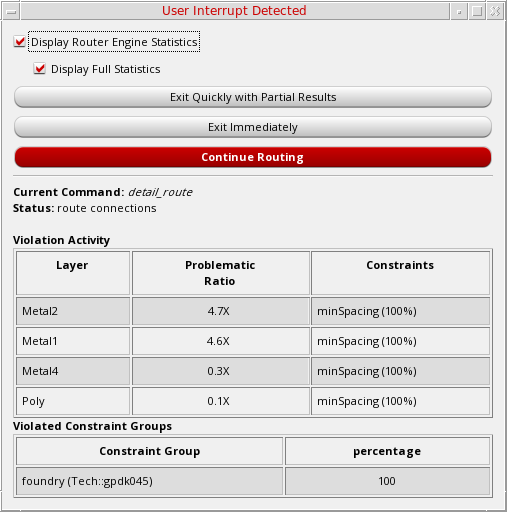 User Interrupt Detected
Display Router Engine Statistics
Display Full Statistics
Exit Quickly with Partial Results
Exit Immediately
Continue Routing
Current Command: detail_route
Status: route connections
Violation Activity
Layer Problematic Ratio Constraints
Metal2 4.7X minSpacing (100%)
Metal1 4.6X minSpacing (100%)
Metal4 0.3X minSpacing (100%)
Poly 0.1X minSpacing (100%)
Violated Constraint Groups
Constraint Group percentage
foundry (Tech::gpdk045) 100